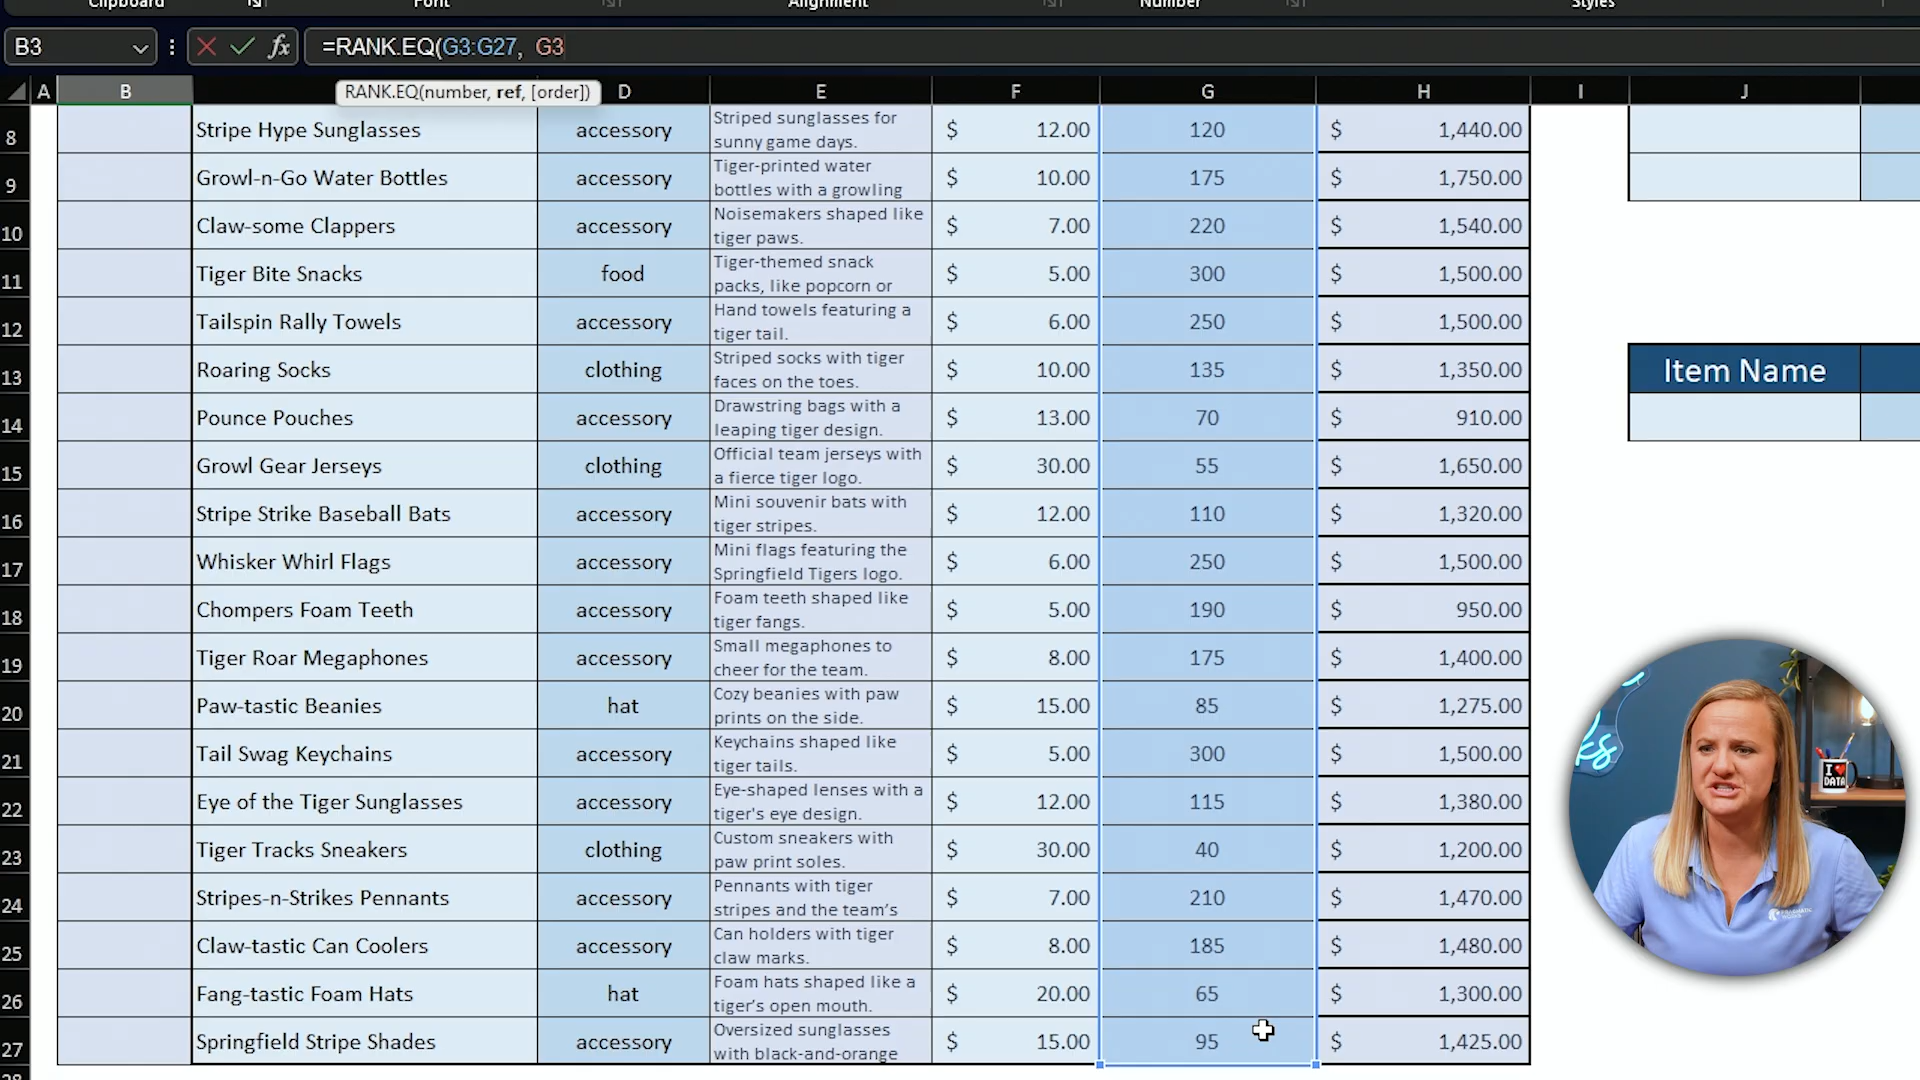 Clipboard Font Alignment Number Styles
B3 fx =RANK.EQ(G3:G27, G3
RANK.EQ(number, ref, [order])
A B D E F G H I J
8 Stripe Hype Sunglasses accessory Striped sunglasses for $ 12.00 120 $ 1,440.00
sunny game days.
9 Growl-n-Go Water Bottles accessory Tiger-printed water $ 10.00 175 $ 1,750.00
bottles with a growling
10 Claw-some Clappers accessory Noisemakers shaped like $ 7.00 220 $ 1,540.00
tiger paws.
11 Tiger Bite Snacks food Tiger-themed snack $ 5.00 300 $ 1,500.00
packs, like popcorn or
12 Tailspin Rally Towels accessory Hand towels featuring a $ 6.00 250 $ 1,500.00
tiger tail.
13 Roaring Socks clothing Striped socks with tiger $ 10.00 135 $ 1,350.00 Item Name
faces on the toes.
14 Pounce Pouches accessory Drawstring bags with a $ 13.00 70 $ 910.00
leaping tiger design.
15 Growl Gear Jerseys clothing Official team jerseys with $ 30.00 55 $ 1,650.00
a fierce tiger logo.
16 Stripe Strike Baseball Bats accessory Mini souvenir bats with $ 12.00 110 $ 1,320.00
tiger stripes.
17 Whisker Whirl Flags accessory Mini flags featuring the $ 6.00 250 $ 1,500.00
Springfield Tigers logo.
18 Chompers Foam Teeth accessory Foam teeth shaped like $ 5.00 190 $ 950.00
tiger fangs.
19 Tiger Roar Megaphones accessory Small megaphones to $ 8.00 175 $ 1,400.00
cheer for the team.
20 Paw-tastic Beanies hat Cozy beanies with paw $ 15.00 85 $ 1,275.00
prints on the side.
21 Tail Swag Keychains accessory Keychains shaped like $ 5.00 300 $ 1,500.00
tiger tails.
22 Eye of the Tiger Sunglasses accessory Eye-shaped lenses with a $ 12.00 115 $ 1,380.00
tiger's eye design.
23 Tiger Tracks Sneakers clothing Custom sneakers with $ 30.00 40 $ 1,200.00
paw print soles.
24 Stripes-n-Strikes Pennants accessory Pennants with tiger $ 7.00 210 $ 1,470.00
stripes and the team’s
25 Claw-tastic Can Coolers accessory Can holders with tiger $ 8.00 185 $ 1,480.00
claw marks.
26 Fang-tastic Foam Hats hat Foam hats shaped like a $ 20.00 65 $ 1,300.00
tiger’s open mouth.
27 Springfield Stripe Shades accessory Oversized sunglasses $ 15.00 95 $ 1,425.00
with black-and-orange
28
I ❤ DATA